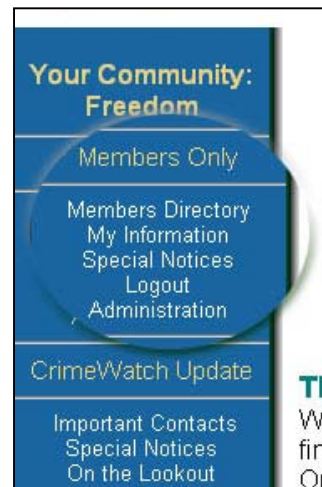 Your Community:
Freedom
Members Only
Members Directory
My Information
Special Notices
Logout
Administration
CrimeWatch Update
Important Contacts
Special Notices
On the Lookout